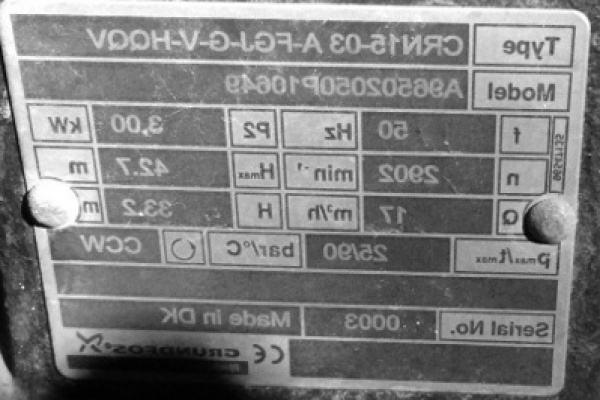 Type CRN15-03 A-FGJ-G-V-HQQV
Model A96502050P10649
f 50 Hz P2 3,00 kW
n 2902 min⁻¹ Hmax 42.7 m
Q 17 m³/h H 33.2 m
pmax/tmax 25/90 bar/°C CCW
Serial No. 0003 Made in DK
CE GRUNDFOS